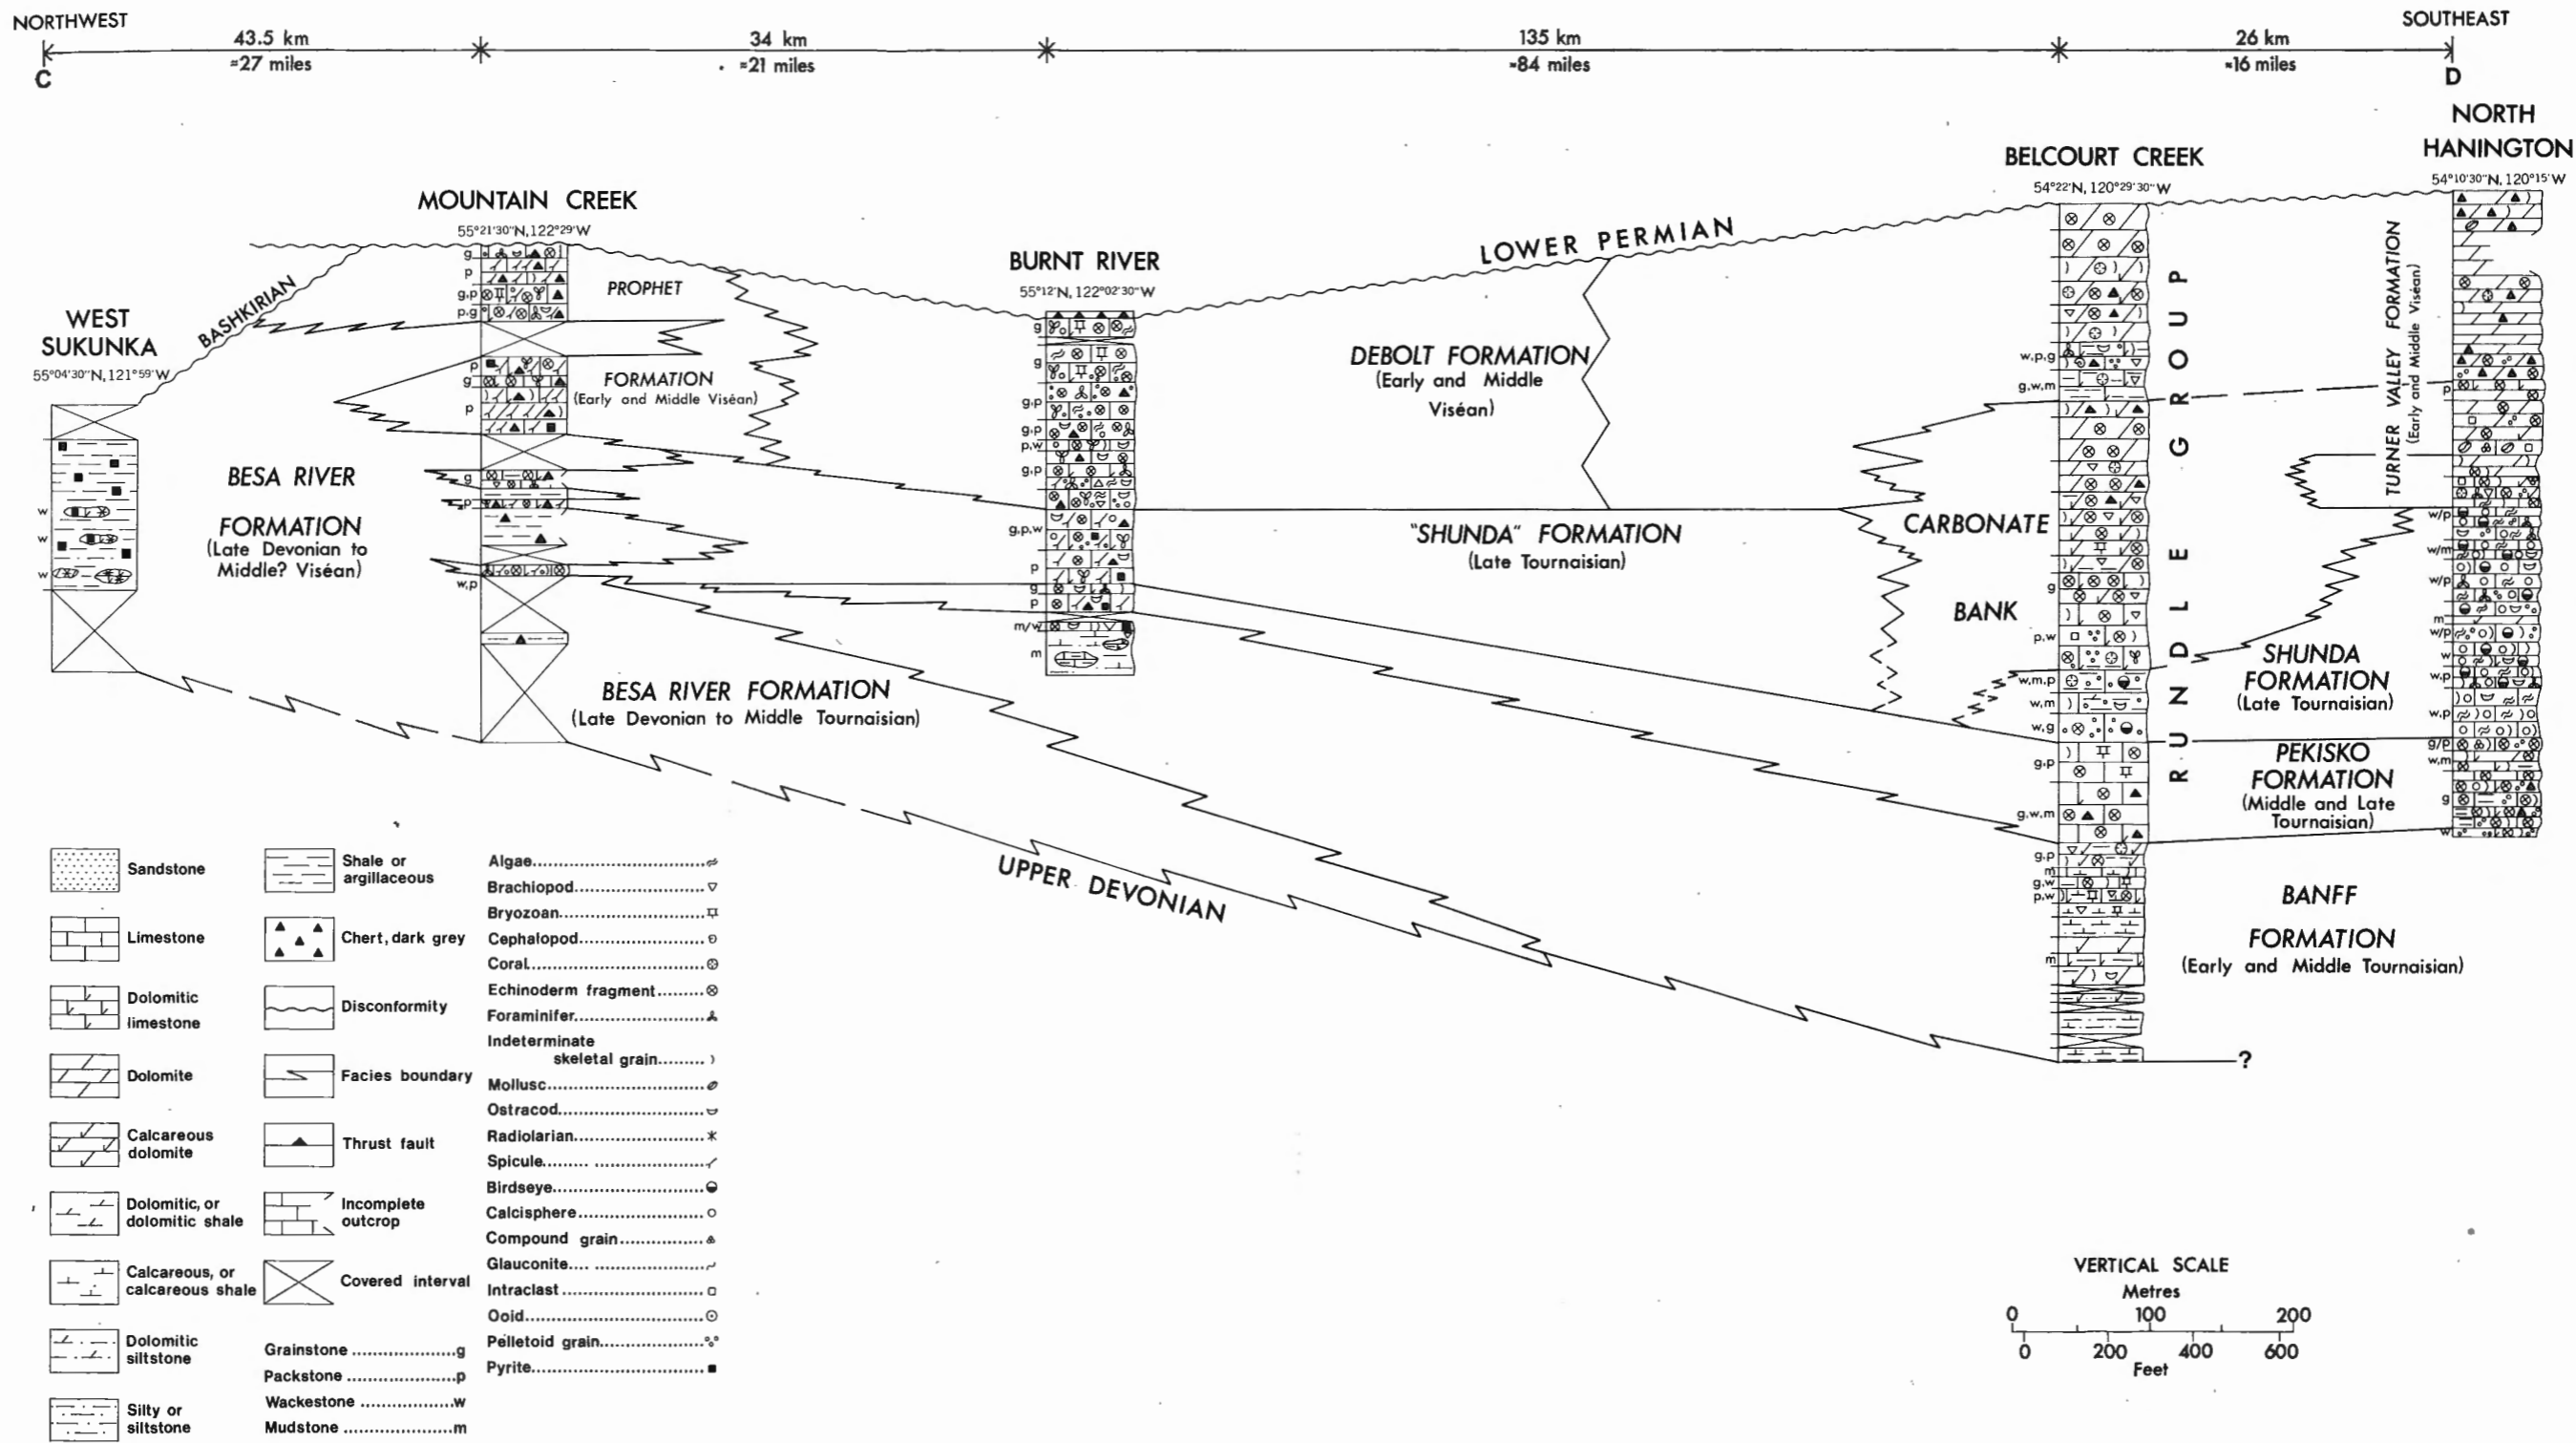 NORTHWEST
SOUTHEAST
43.5 km
≈27 miles
34 km
≈21 miles
135 km
≈84 miles
26 km
≈16 miles
C
D
NORTH
HANINGTON
54°10'30"N, 120°15'W
BELCOURT CREEK
54°22'N, 120°29'30"W
MOUNTAIN CREEK
55°21'30"N, 122°29'W
BURNT RIVER
55°12'N, 122°02'30"W
WEST
SUKUNKA
55°04'30"N, 121°59'W
BASHKIRIAN
LOWER PERMIAN
PROPHET
FORMATION
(Early and Middle Viséan)
DEBOLT FORMATION
(Early and Middle
Viséan)
TURNER VALLEY FORMATION
(Early and Middle Viséan)
RUNDLE GROUP
BESA RIVER
FORMATION
(Late Devonian to
Middle? Viséan)
"SHUNDA" FORMATION
(Late Tournaisian)
CARBONATE
BANK
SHUNDA
FORMATION
(Late Tournaisian)
BESA RIVER FORMATION
(Late Devonian to Middle Tournaisian)
PEKISKO
FORMATION
(Middle and Late
Tournaisian)
UPPER DEVONIAN
BANFF
FORMATION
(Early and Middle Tournaisian)
?
w
w
w
g
p
g,p
p,g
p
g
p
g
p
w,p
g
g
g,p
g,p
p,w
g,p
g,p,w
p
g
p
m/w
m
w,p,g
g,w,m
g
p,w
w,m,p
w,m
w,g
g,p
g,w,m
g,p
m
g,w
p,w
m
p
w/p
w/m
w/p
m
w/p
w
w,p
w,p
g/p
w,m
g
w
Sandstone
Limestone
Dolomitic
limestone
Dolomite
Calcareous
dolomite
Dolomitic, or
dolomitic shale
Calcareous, or
calcareous shale
Dolomitic
siltstone
Silty or
siltstone
Shale or
argillaceous
Chert, dark grey
Disconformity
Facies boundary
Thrust fault
Incomplete
outcrop
Covered interval
Grainstone ....................g
Packstone ....................p
Wackestone ....................w
Mudstone ....................m
Algae
Brachiopod
Bryozoan
Cephalopod
Coral
Echinoderm fragment
Foraminifer
Indeterminate
skeletal grain
Mollusc
Ostracod
Radiolarian
Spicule
Birdseye
Calcisphere
Compound grain
Glauconite
Intraclast
Ooid
Pelletoid grain
Pyrite
VERTICAL SCALE
Metres
0 100 200
0 200 400 600
Feet